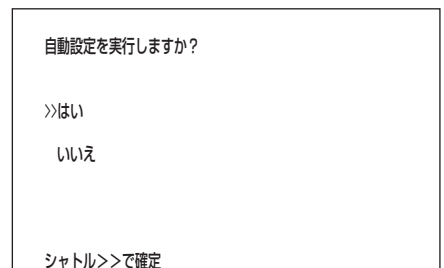 自動設定を実行しますか？
>>はい
いいえ
シャトル＞＞で確定